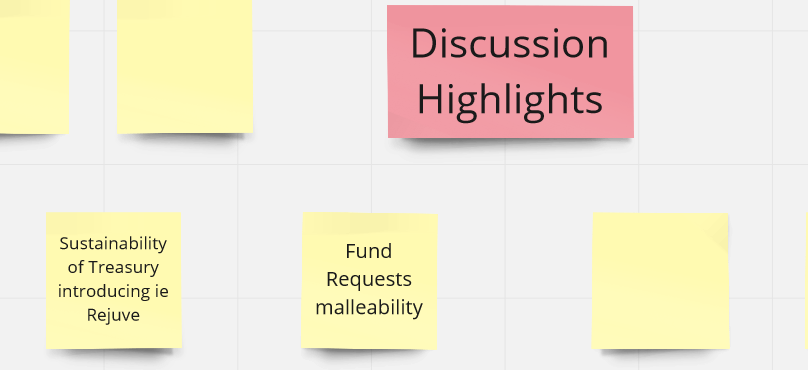 Discussion
Highlights
Sustainability
of Treasury
introducing ie
Rejuve
Fund
Requests
malleability